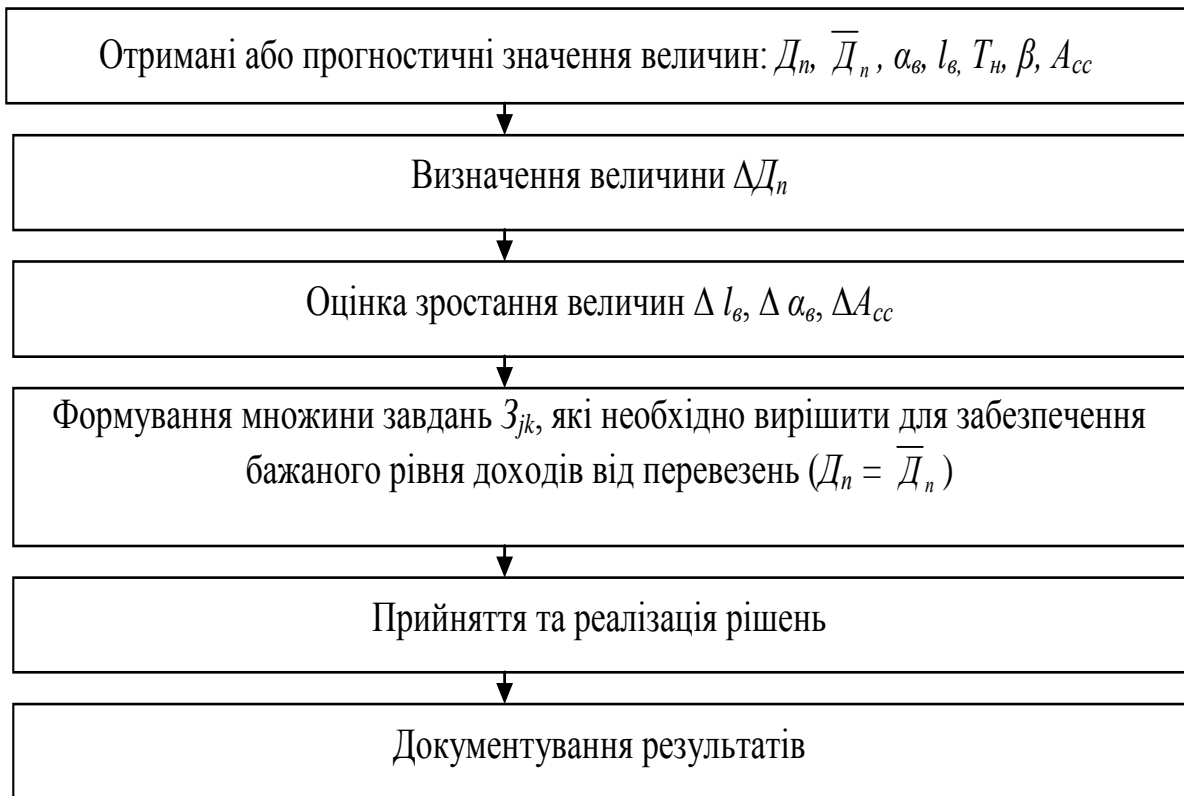 Отримані або прогностичні значення величин: Дп, Д̅п , αв, lв, Тн, β, Асс
Визначення величини ΔДп
Оцінка зростання величин Δ lв, Δ αв, ΔАсс
Формування множини завдань Зjk, які необхідно вирішити для забезпечення
бажаного рівня доходів від перевезень (Дп = Д̅п )
Прийняття та реалізація рішень
Документування результатів